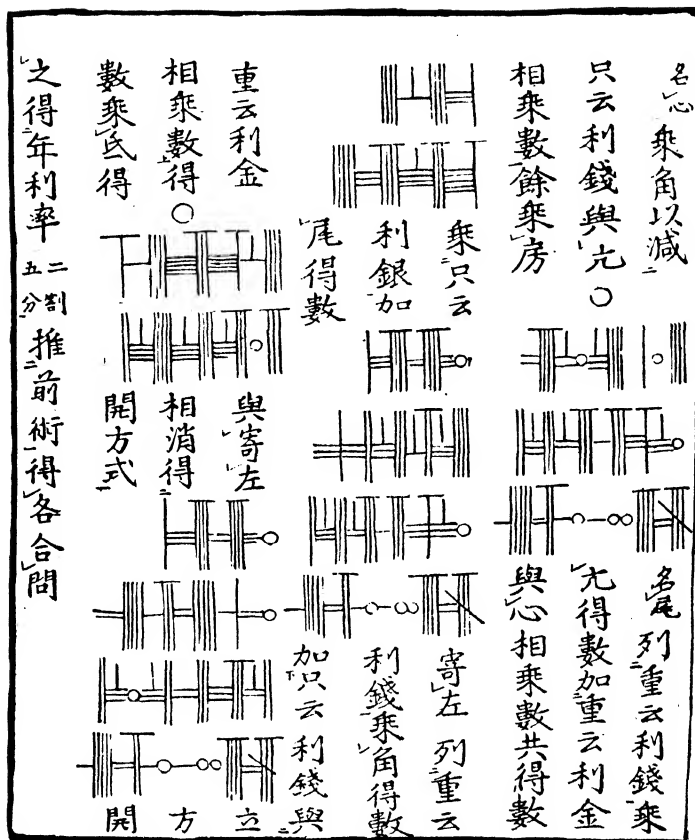 名心 乘角以減 名尾 列重云利錢乘
只云利錢與亢〇 亢得數加重云利金
相乘數餘乘房 與心相乘數共得數
乘只云 寄左 列重云
利銀加 利錢乘角得數
尾得數 加只云利錢與
重云利金 與寄左 立
相乘數得〇 相消得 方
數乘氐得 開方式 開
之得年利率 二割五分 推前術得各合問